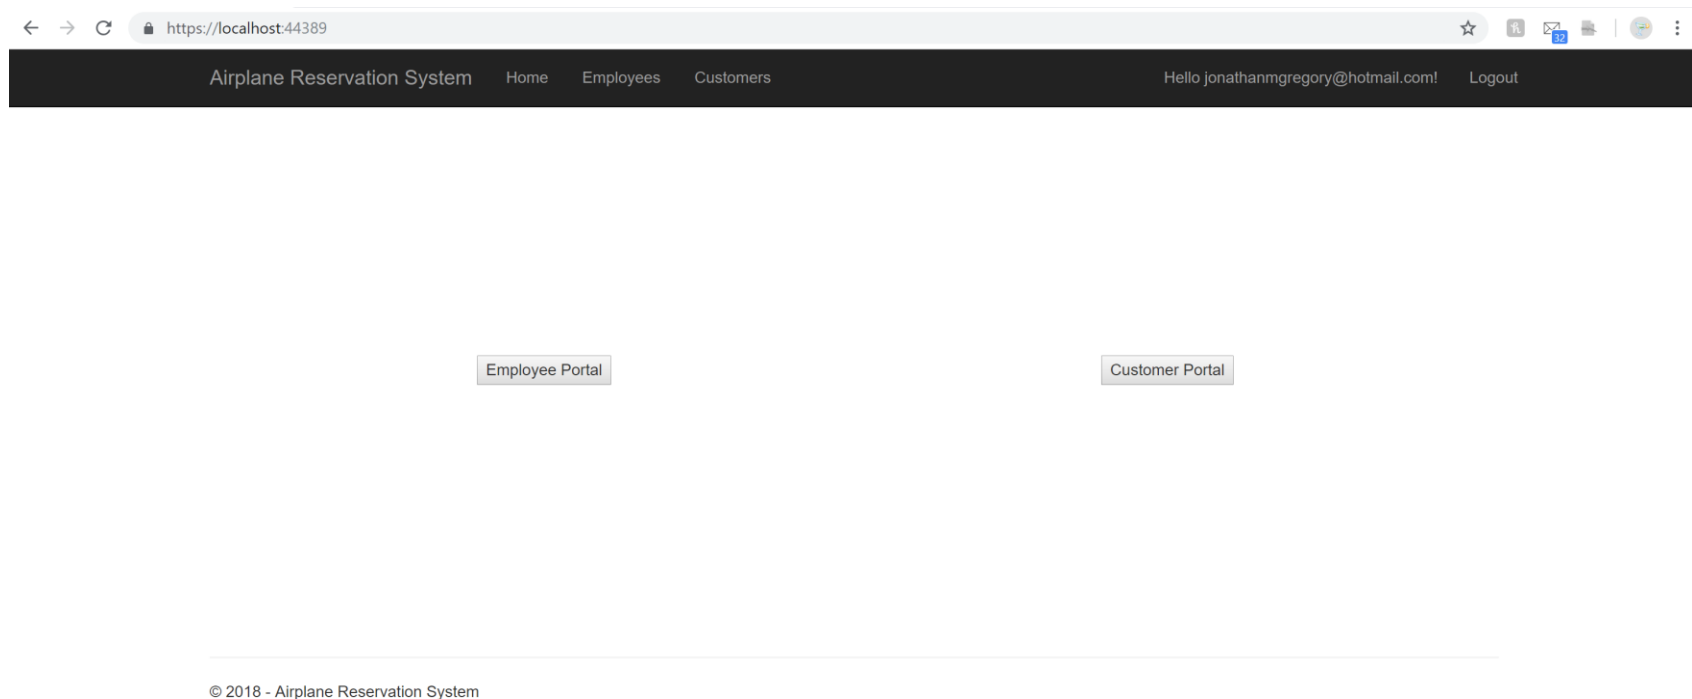 https://localhost:44389
32
Airplane Reservation System Home Employees Customers Hello jonathanmgregory@hotmail.com! Logout
Employee Portal Customer Portal
© 2018 - Airplane Reservation System